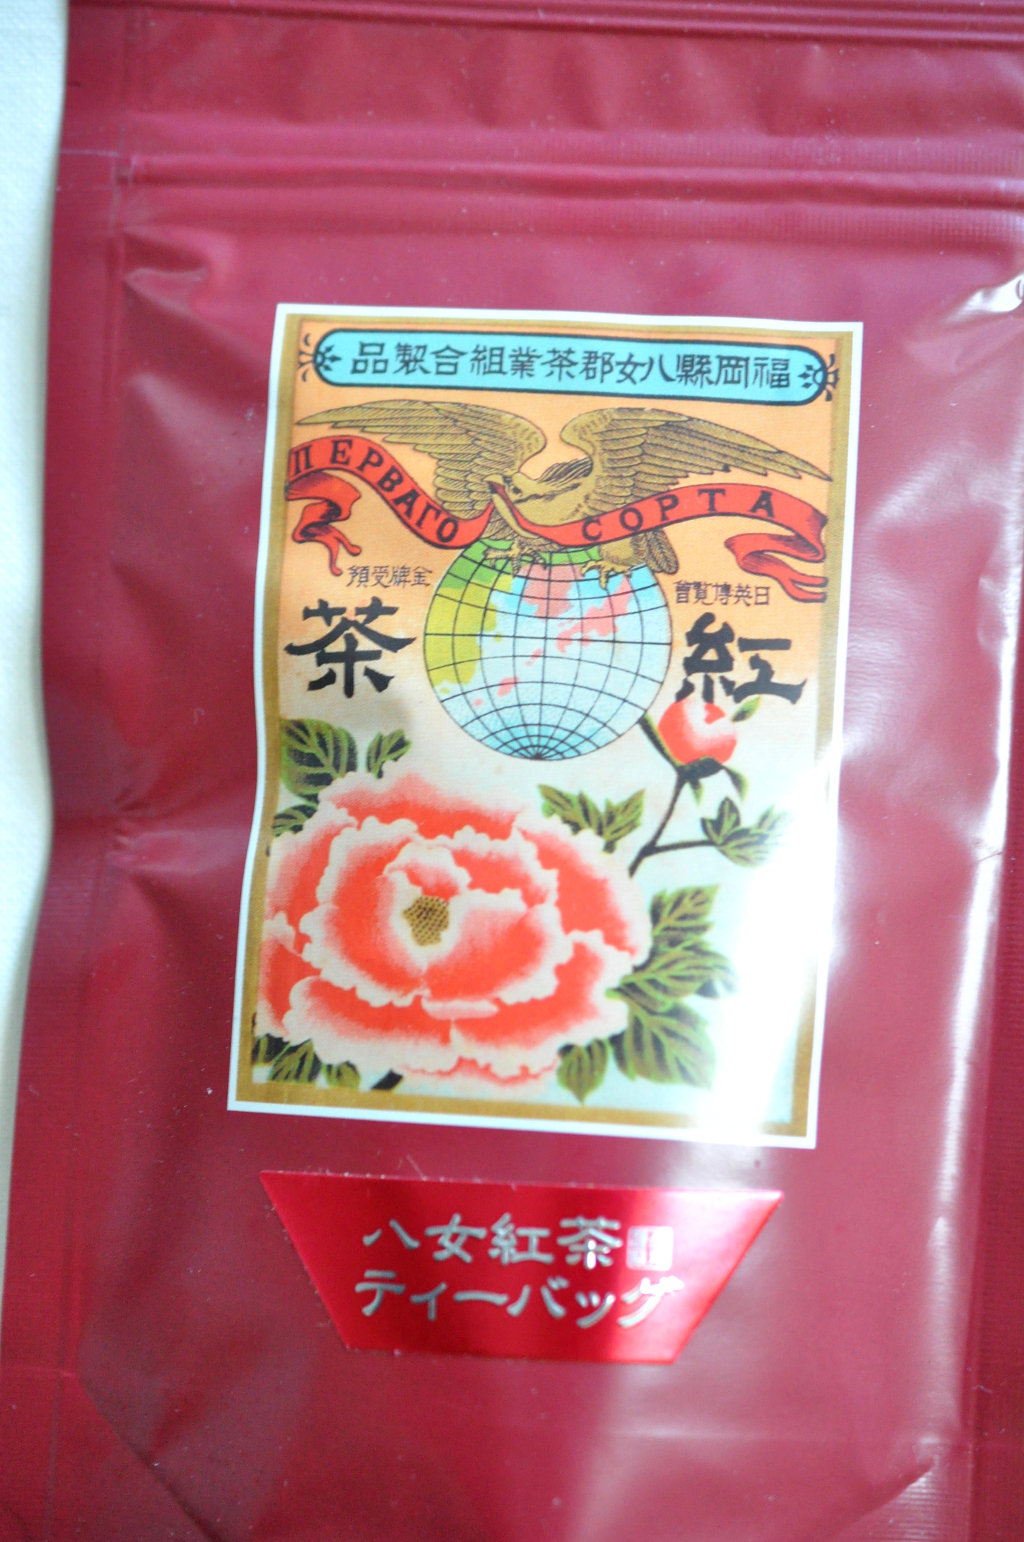 福岡縣八女郡茶業組合製品
ПЕРВАГО СОРТА
日英博覧會
金牌受領
紅茶
八女紅茶
ティーバッグ